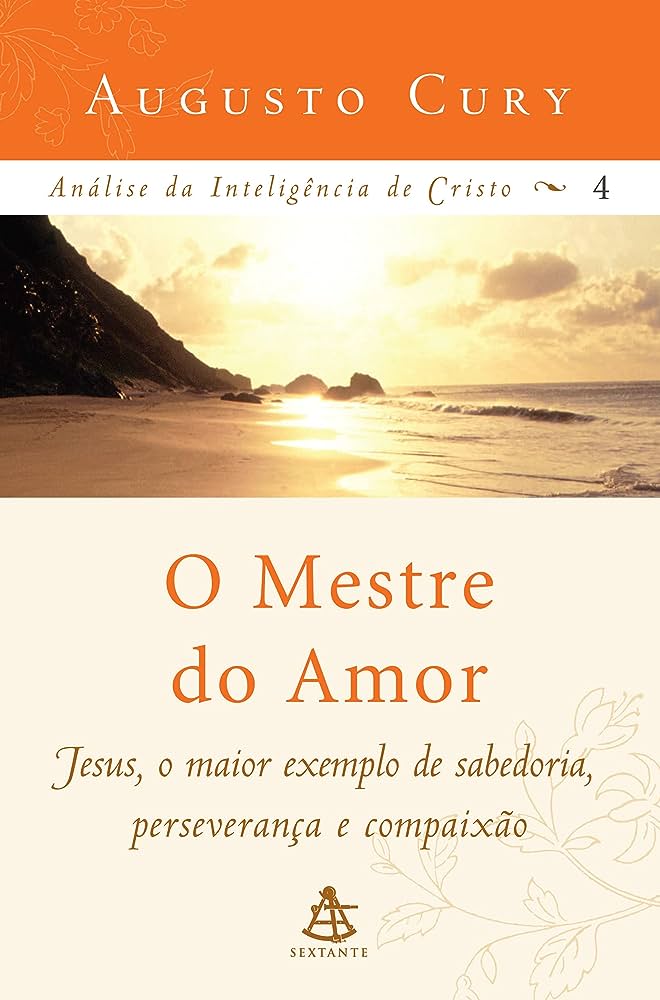 Augusto Cury
Análise da Inteligência de Cristo ~ 4
O Mestre
do Amor
Jesus, o maior exemplo de sabedoria,
perseverança e compaixão
SEXTANTE